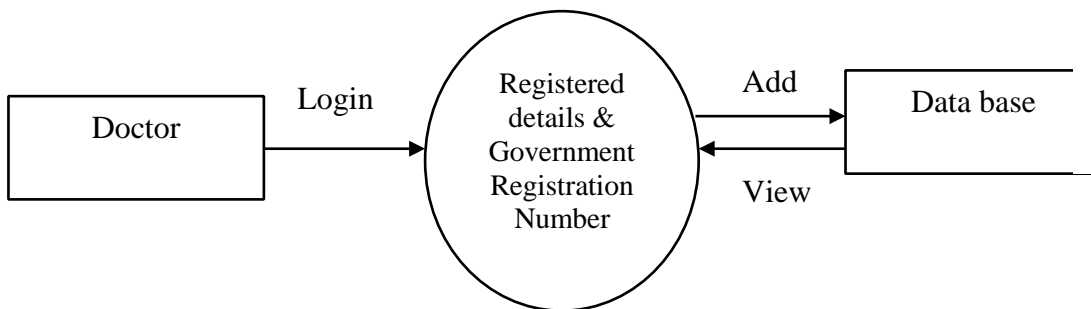 Doctor
Login
Registered
details &
Government
Registration
Number
Add
View
Data base